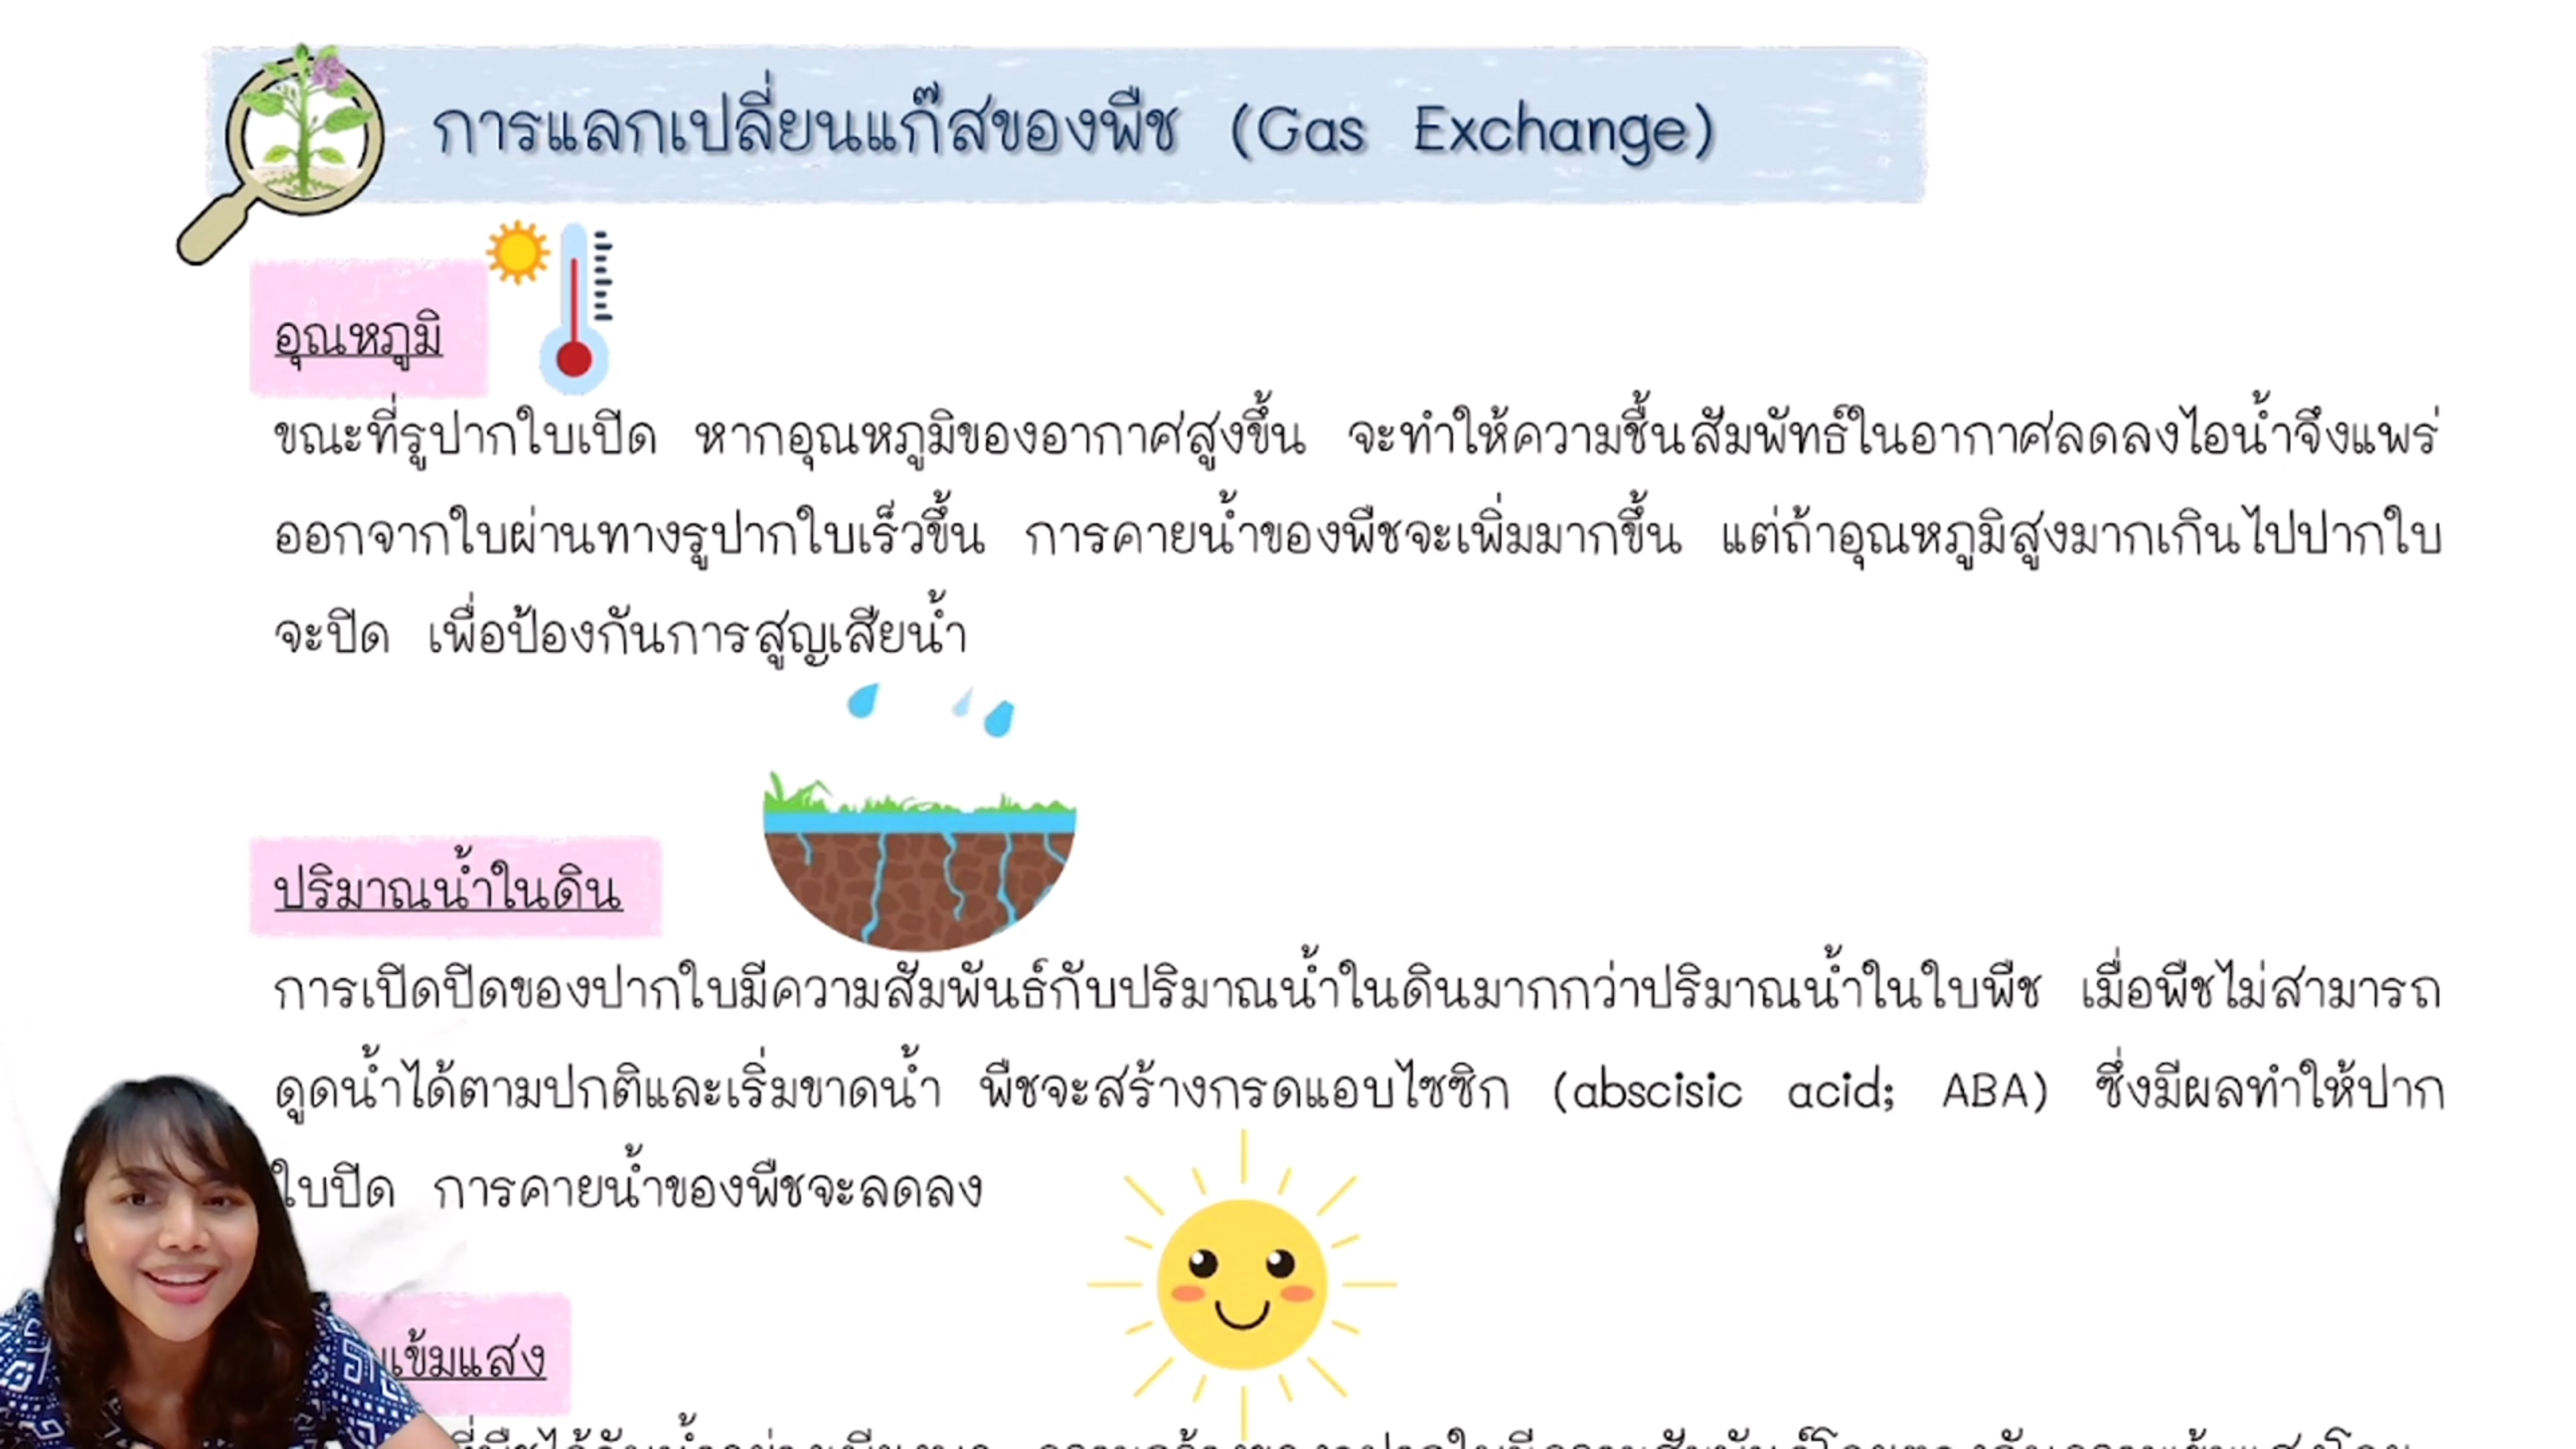 การแลกเปลี่ยนแก๊สของพืช (Gas Exchange)
อุณหภูมิ
ขณะที่รูปากใบเปิด หากอุณหภูมิของอากาศสูงขึ้น จะทำให้ความชื้นสัมพัทธ์ในอากาศลดลงไอน้ำจึงแพร่
ออกจากใบผ่านทางรูปากใบเร็วขึ้น การคายน้ำของพืชจะเพิ่มมากขึ้น แต่ถ้าอุณหภูมิสูงมากเกินไปปากใบ
จะปิด เพื่อป้องกันการสูญเสียน้ำ
ปริมาณน้ำในดิน
การเปิดปิดของปากใบมีความสัมพันธ์กับปริมาณน้ำในดินมากกว่าปริมาณน้ำในใบพืช เมื่อพืชไม่สามารถ
ดูดน้ำได้ตามปกติและเริ่มขาดน้ำ พืชจะสร้างกรดแอบไซซิก (abscisic acid; ABA) ซึ่งมีผลทำให้ปาก
ใบปิด การคายน้ำของพืชจะลดลง
เข้มแสง